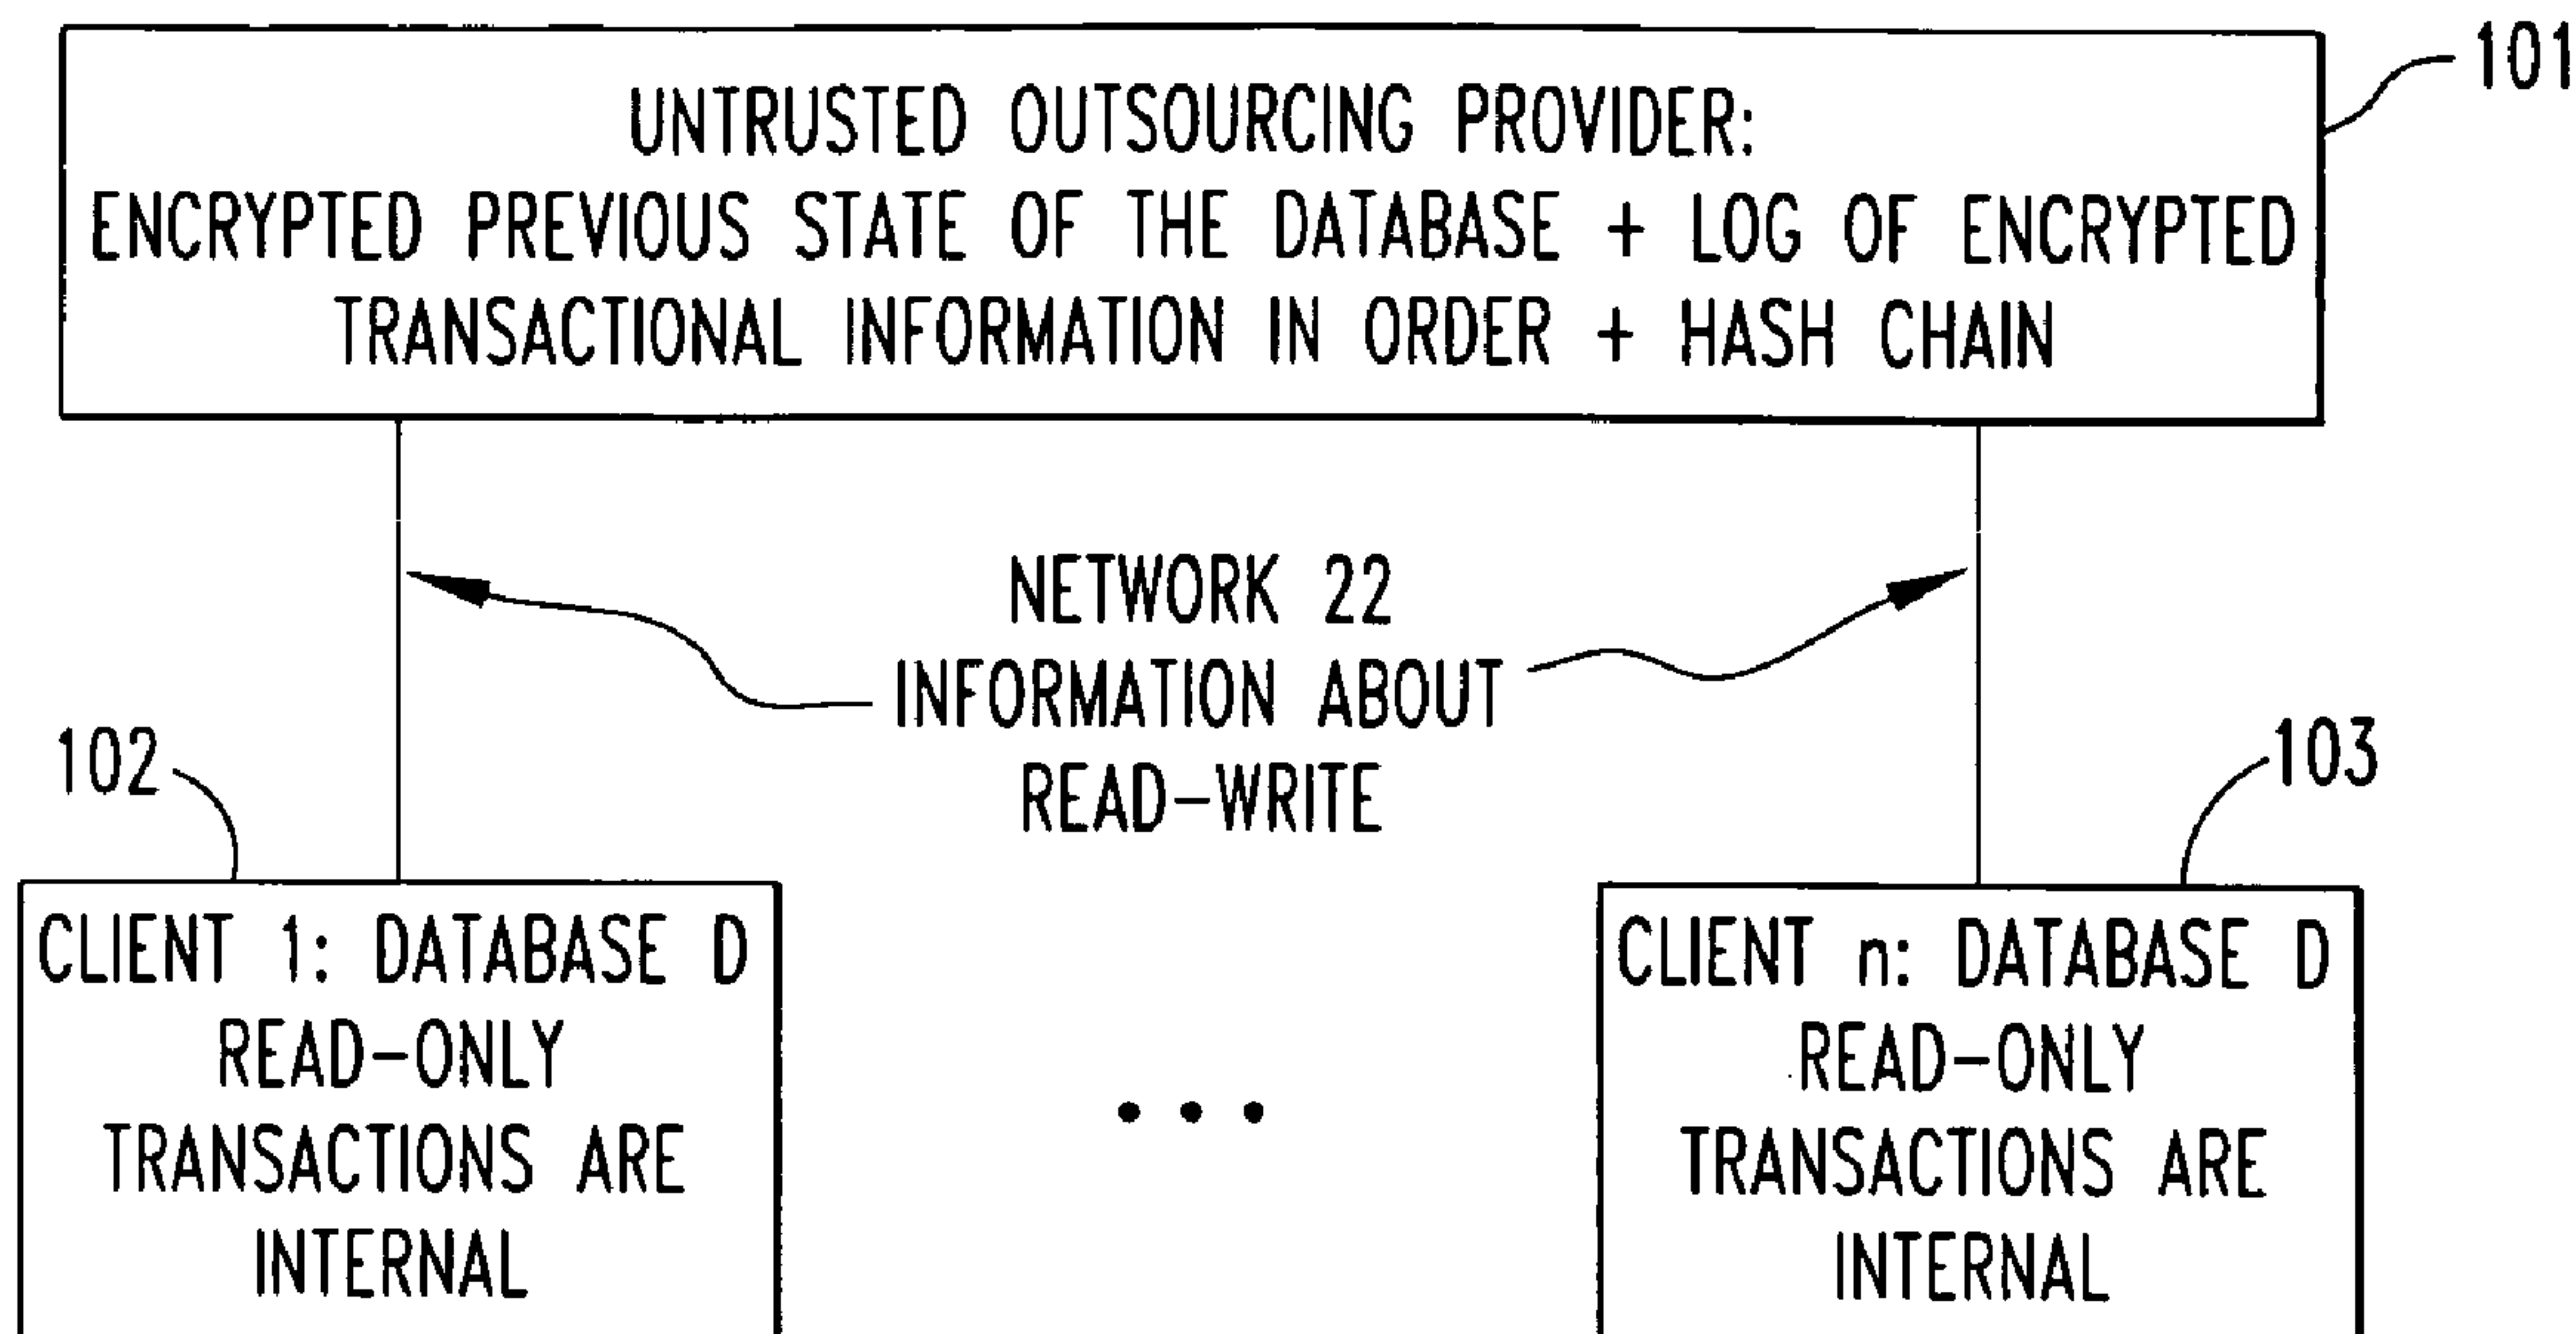 101
UNTRUSTED OUTSOURCING PROVIDER:
ENCRYPTED PREVIOUS STATE OF THE DATABASE + LOG OF ENCRYPTED
TRANSACTIONAL INFORMATION IN ORDER + HASH CHAIN
NETWORK 22
INFORMATION ABOUT
READ-WRITE
102
103
CLIENT 1: DATABASE D
READ-ONLY
TRANSACTIONS ARE
INTERNAL
CLIENT n: DATABASE D
READ-ONLY
TRANSACTIONS ARE
INTERNAL